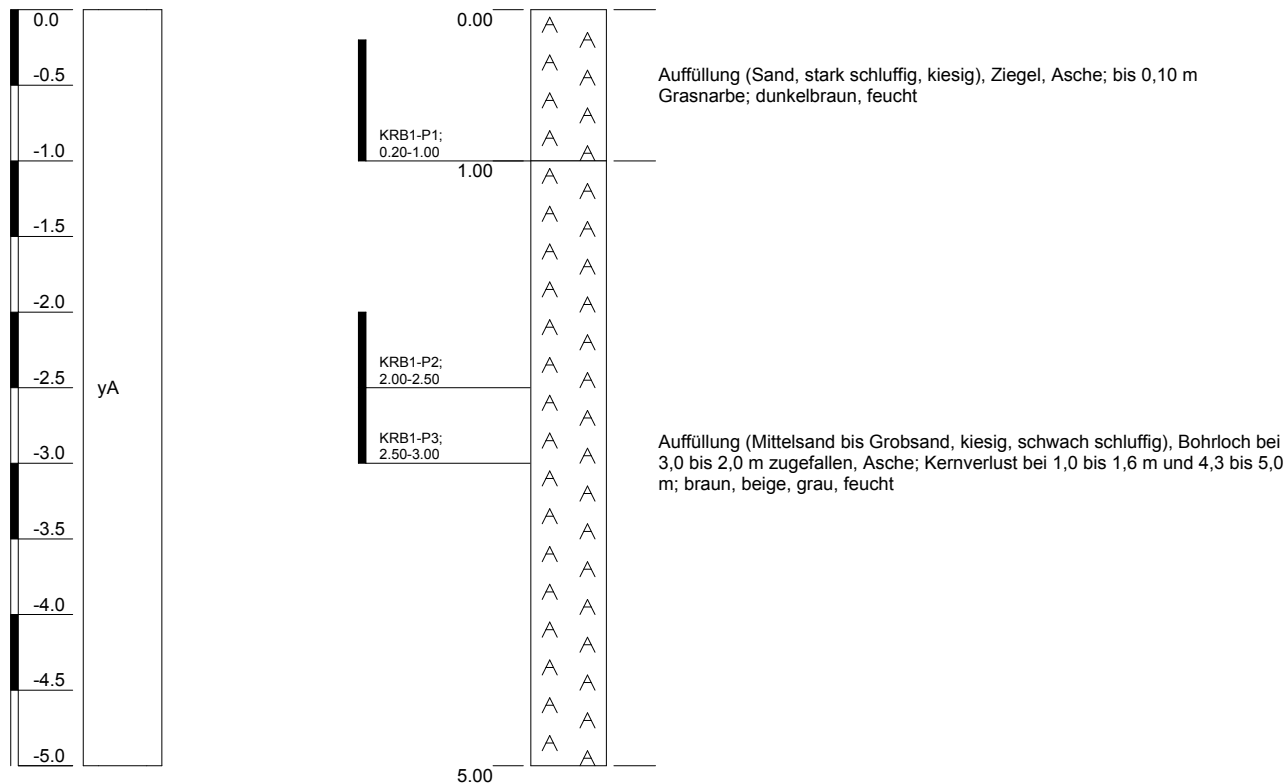 0.0
-0.5
-1.0
-1.5
-2.0
-2.5
-3.0
-3.5
-4.0
-4.5
-5.0
yA
KRB1-P1;
0.20-1.00
KRB1-P2;
2.00-2.50
KRB1-P3;
2.50-3.00
0.00
1.00
5.00
Auffüllung (Sand, stark schluffig, kiesig), Ziegel, Asche; bis 0,10 m
Grasnarbe; dunkelbraun, feucht
Auffüllung (Mittelsand bis Grobsand, kiesig, schwach schluffig), Bohrloch bei
3,0 bis 2,0 m zugefallen, Asche; Kernverlust bei 1,0 bis 1,6 m und 4,3 bis 5,0
m; braun, beige, grau, feucht